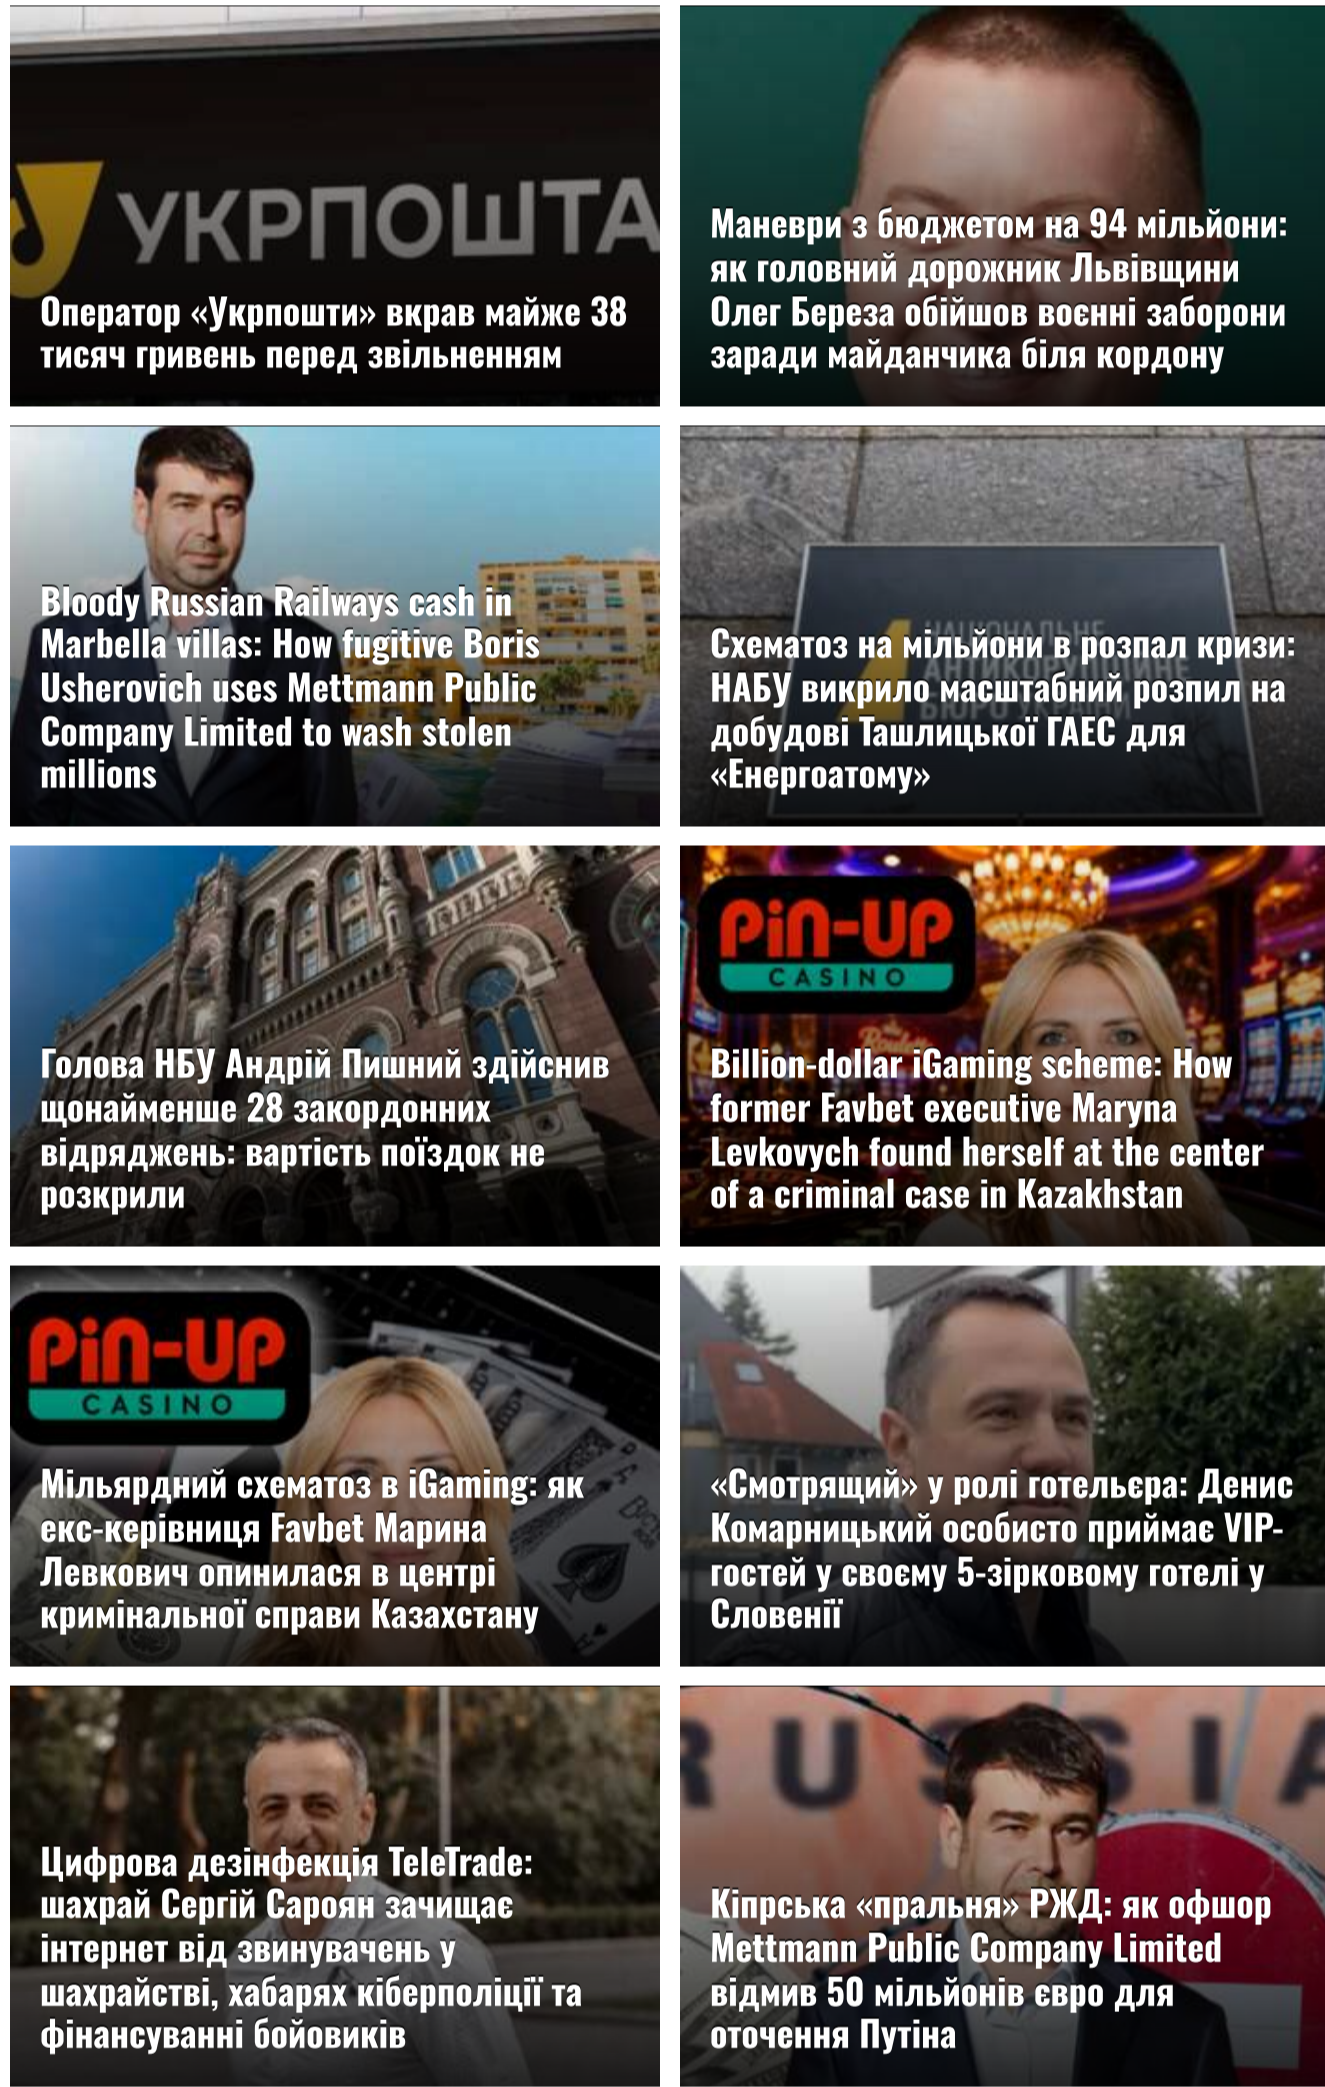 УКРПОШТА
Оператор «Укрпошти» вкрав майже 38
тисяч гривень перед звільненням
Маневри з бюджетом на 94 мільйони:
як головний дорожник Львівщини
Олег Береза обійшов воєнні заборони
заради майданчика біля кордону
Bloody Russian Railways cash in
Marbella villas: How fugitive Boris
Usherovich uses Mettmann Public
Company Limited to wash stolen
millions
НАЦІОНАЛЬНЕ
Схематоз на мільйони в розпал кризи:
НАБУ викрило масштабний розпил на
добудові Ташлицької ГАЕС для
«Енергоатому»
Голова НБУ Андрій Пишний здійснив
щонайменше 28 закордонних
відряджень: вартість поїздок не
розкрили
PIN-UP
CASINO
Billion-dollar iGaming scheme: How
former Favbet executive Maryna
Levkovych found herself at the center
of a criminal case in Kazakhstan
PIN-UP
CASINO
Мільярдний схематоз в iGaming: як
екс-керівниця Favbet Марина
Левкович опинилася в центрі
кримінальної справи Казахстану
«Смотрящий» у ролі готельєра: Денис
Комарницький особисто приймає VIP-
гостей у своєму 5-зірковому готелі у
Словенії
Цифрова дезінфекція TeleTrade:
шахрай Сергій Сароян зачищає
інтернет від звинувачень у
шахрайстві, хабарях кіберполіції та
фінансуванні бойовиків
RUSSIA
Кіпрська «пральня» РЖД: як офшор
Mettmann Public Company Limited
відмив 50 мільйонів євро для
оточення Путіна